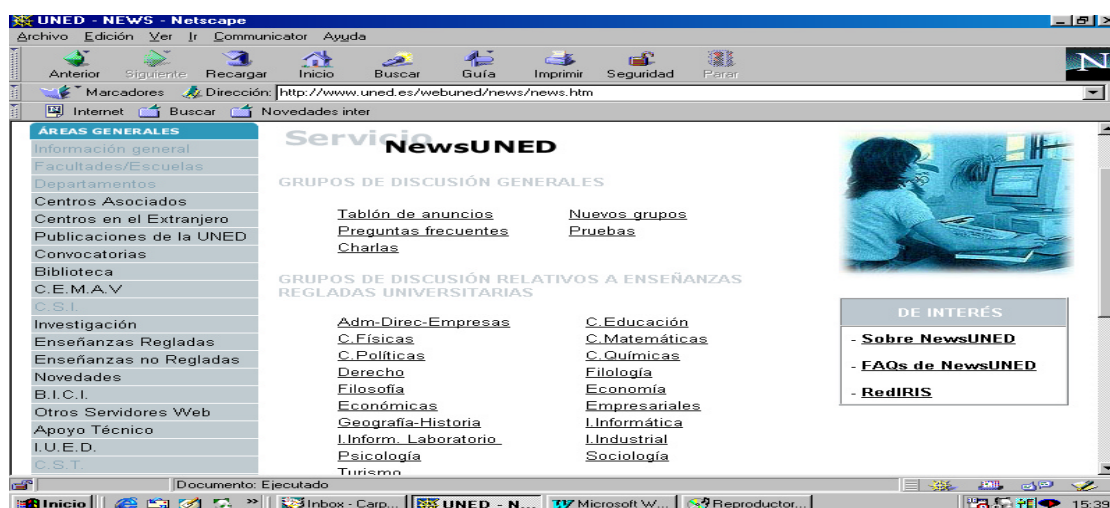 UNED - NEWS - Netscape
Archivo Edición Ver Ir Communicator Ayuda
Anterior Siguiente Recargar Inicio Buscar Guía Imprimir Seguridad Parar
Marcadores Dirección: http://www.uned.es/webuned/news/news.htm
Internet Buscar Novedades inter
ÁREAS GENERALES
Información general
Facultades/Escuelas
Departamentos
Centros Asociados
Centros en el Extranjero
Publicaciones de la UNED
Convocatorias
Biblioteca
C.E.M.A.V
C.S.I.
Investigación
Enseñanzas Regladas
Enseñanzas no Regladas
Novedades
B.I.C.I.
Otros Servidores Web
Apoyo Técnico
I.U.E.D.
C.S.T.
Servicio
NewsUNED
GRUPOS DE DISCUSIÓN GENERALES
Tablón de anuncios Nuevos grupos
Preguntas frecuentes Pruebas
Charlas
GRUPOS DE DISCUSIÓN RELATIVOS A ENSEÑANZAS
REGLADAS UNIVERSITARIAS
Adm-Direc-Empresas C.Educación
C.Físicas C.Matemáticas
C.Políticas C.Químicas
Derecho Filología
Filosofía Economía
Económicas Empresariales
Geografía-Historia I.Informática
I.Inform. Laboratorio I.Industrial
Psicología Sociología
Turismo
DE INTERÉS
- Sobre NewsUNED
- FAQs de NewsUNED
- RedIRIS
Documento: Ejecutado
Inicio » Inbox - Carp... UNED - N... Microsoft W... Reproductor... 15:39